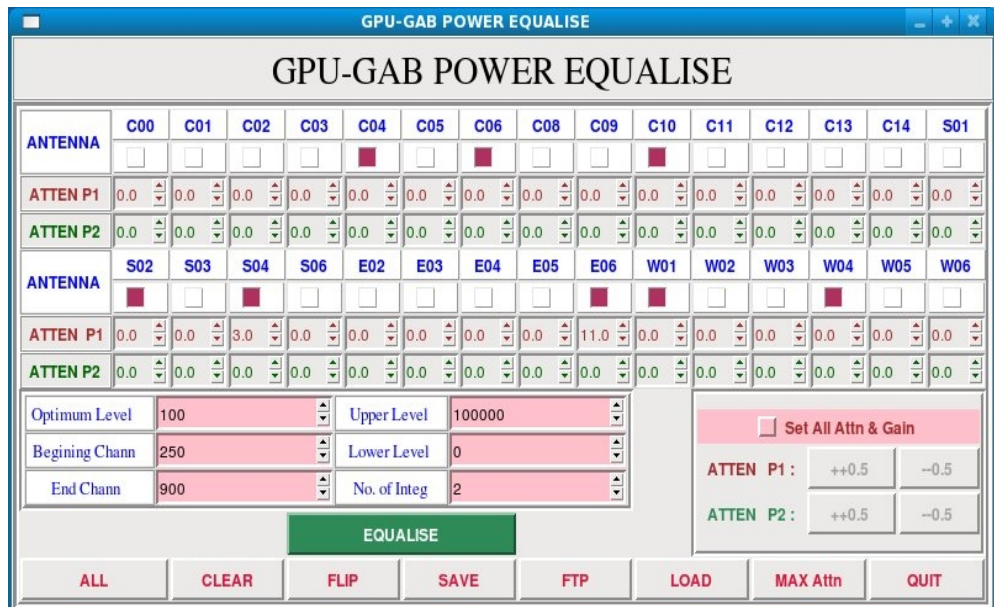 GPU-GAB POWER EQUALISE
GPU-GAB POWER EQUALISE
ANTENNA C00 C01 C02 C03 C04 C05 C06 C08 C09 C10 C11 C12 C13 C14 S01
ATTEN P1 0.0 0.0 0.0 0.0 0.0 0.0 0.0 0.0 0.0 0.0 0.0 0.0 0.0 0.0 0.0
ATTEN P2 0.0 0.0 0.0 0.0 0.0 0.0 0.0 0.0 0.0 0.0 0.0 0.0 0.0 0.0 0.0
ANTENNA S02 S03 S04 S06 E02 E03 E04 E05 E06 W01 W02 W03 W04 W05 W06
ATTEN P1 0.0 0.0 3.0 0.0 0.0 0.0 0.0 0.0 11.0 0.0 0.0 0.0 0.0 0.0 0.0
ATTEN P2 0.0 0.0 0.0 0.0 0.0 0.0 0.0 0.0 0.0 0.0 0.0 0.0 0.0 0.0 0.0
Optimum Level 100 Upper Level 100000
Begining Chann 250 Lower Level 0
End Chann 900 No. of Integ 2
Set All Attn & Gain
ATTEN P1 : ++0.5 --0.5
ATTEN P2 : ++0.5 --0.5
EQUALISE
ALL CLEAR FLIP SAVE FTP LOAD MAX Attn QUIT